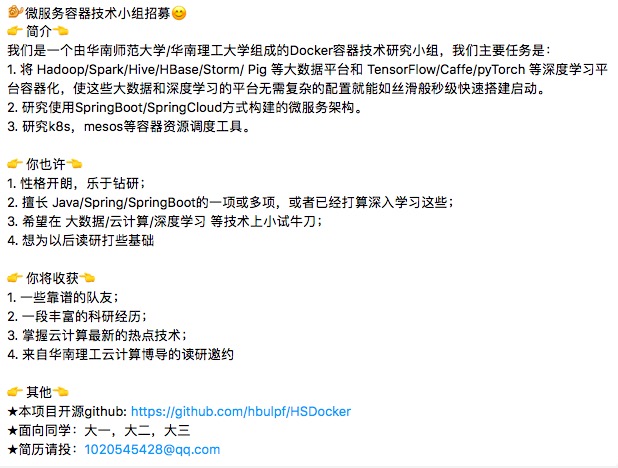 🐌微服务容器技术小组招募😊
👉 简介👈
我们是一个由华南师范大学/华南理工大学组成的Docker容器技术研究小组，我们主要任务是：
1. 将 Hadoop/Spark/Hive/HBase/Storm/ Pig 等大数据平台和 TensorFlow/Caffe/pyTorch 等深度学习平
台容器化，使这些大数据和深度学习的平台无需复杂的配置就能如丝滑般秒级快速搭建启动。
2. 研究使用SpringBoot/SpringCloud方式构建的微服务架构。
3. 研究k8s，mesos等容器资源调度工具。
👉 你也许👈
1. 性格开朗，乐于钻研；
2. 擅长 Java/Spring/SpringBoot的一项或多项，或者已经打算深入学习这些；
3. 希望在 大数据/云计算/深度学习 等技术上小试牛刀；
4. 想为以后读研打些基础
👉 你将收获👈
1. 一些靠谱的队友；
2. 一段丰富的科研经历；
3. 掌握云计算最新的热点技术；
4. 来自华南理工云计算博导的读研邀约
👉 其他👈
★本项目开源github: https://github.com/hbulpf/HSDocker
★面向同学：大一，大二，大三
★简历请投：1020545428@qq.com